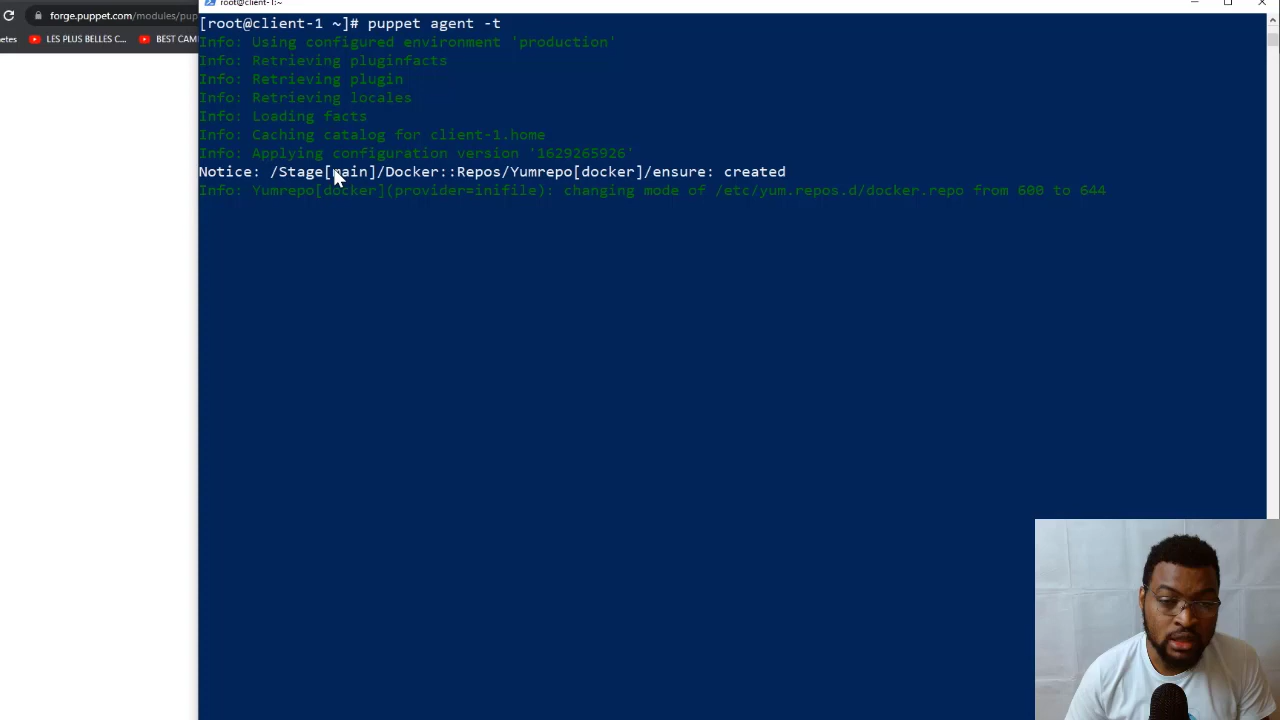 root@client-1:~
forge.puppet.com/modules/pup
etes
LES PLUS BELLES C...
BEST CAM
[root@client-1 ~]# puppet agent -t
Info: Using configured environment 'production'
Info: Retrieving pluginfacts
Info: Retrieving plugin
Info: Retrieving locales
Info: Loading facts
Info: Caching catalog for client-1.home
Info: Applying configuration version '1629265926'
Notice: /Stage[main]/Docker::Repos/Yumrepo[docker]/ensure: created
Info: Yumrepo[docker](provider=inifile): changing mode of /etc/yum.repos.d/docker.repo from 600 to 644